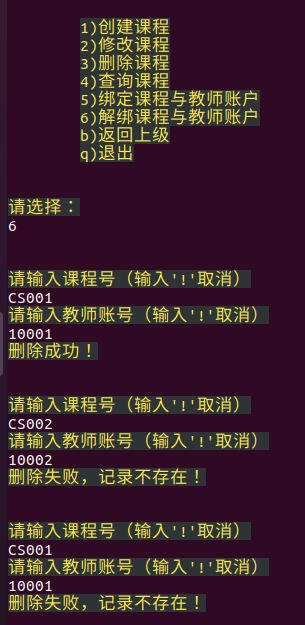 1)创建课程
2)修改课程
3)删除课程
4)查询课程
5)绑定课程与教师账户
6)解绑课程与教师账户
b)返回上级
q)退出
请选择：
6
请输入课程号（输入'!'取消）
CS001
请输入教师账号（输入'!'取消）
10001
删除成功！
请输入课程号（输入'!'取消）
CS002
请输入教师账号（输入'!'取消）
10002
删除失败，记录不存在！
请输入课程号（输入'!'取消）
CS001
请输入教师账号（输入'!'取消）
10001
删除失败，记录不存在！